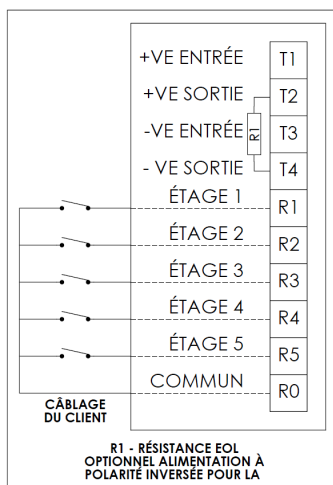 +VE ENTRÉE T1
+VE SORTIE T2
-VE ENTRÉE R1 T3
- VE SORTIE T4
ÉTAGE 1 R1
ÉTAGE 2 R2
ÉTAGE 3 R3
ÉTAGE 4 R4
ÉTAGE 5 R5
COMMUN R0
CÂBLAGE
DU CLIENT
R1 - RÉSISTANCE EOL
OPTIONNEL ALIMENTATION À
POLARITÉ INVERSÉE POUR LA